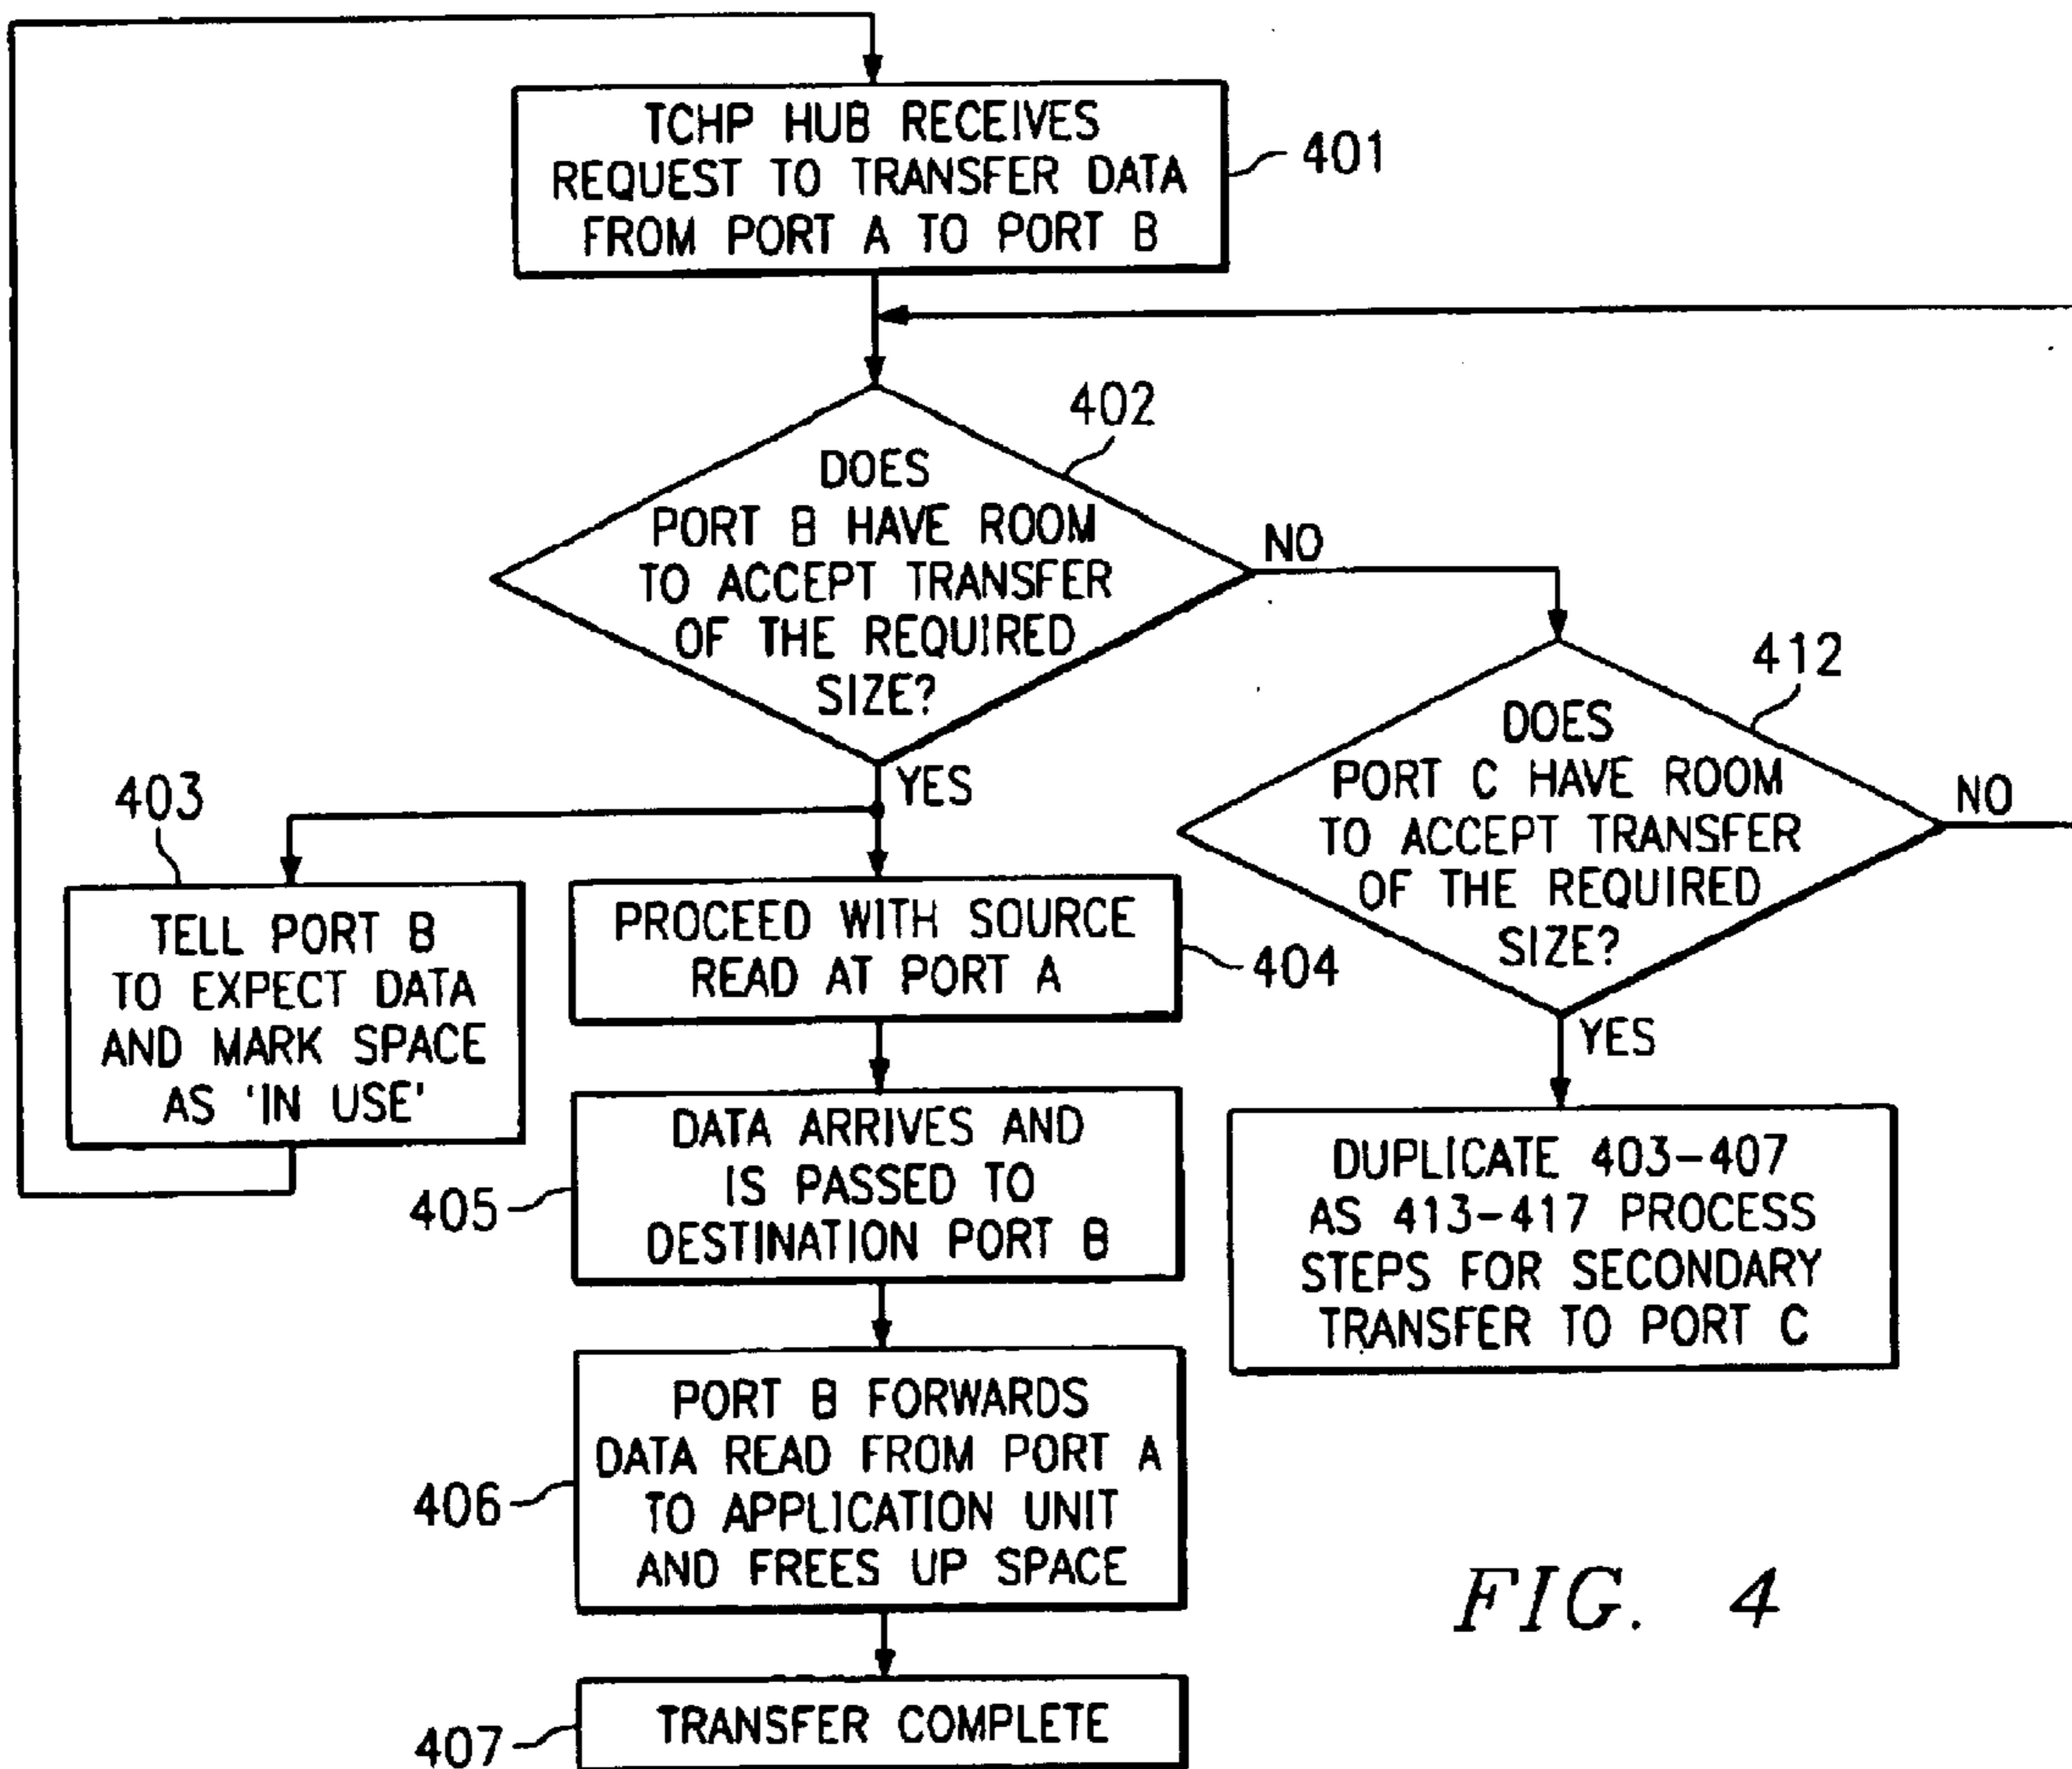 TCHP HUB RECEIVES
REQUEST TO TRANSFER DATA
FROM PORT A TO PORT B
401
402
DOES
PORT B HAVE ROOM
TO ACCEPT TRANSFER
OF THE REQUIRED
SIZE?
NO
YES
412
DOES
PORT C HAVE ROOM
TO ACCEPT TRANSFER
OF THE REQUIRED
SIZE?
NO
YES
403
TELL PORT B
TO EXPECT DATA
AND MARK SPACE
AS 'IN USE'
PROCEED WITH SOURCE
READ AT PORT A
404
DATA ARRIVES AND
IS PASSED TO
DESTINATION PORT B
405
DUPLICATE 403-407
AS 413-417 PROCESS
STEPS FOR SECONDARY
TRANSFER TO PORT C
PORT B FORWARDS
DATA READ FROM PORT A
TO APPLICATION UNIT
AND FREES UP SPACE
406
TRANSFER COMPLETE
407
FIG. 4